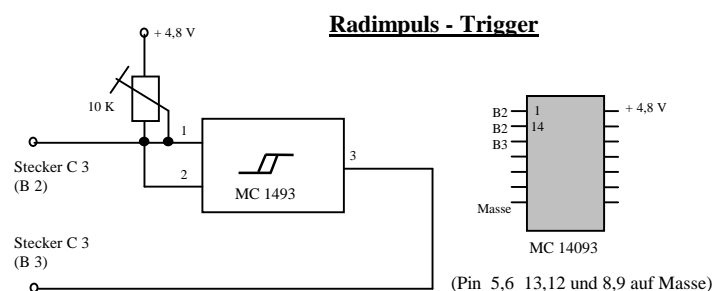 Radimpuls - Trigger
+ 4,8 V
10 K
1
2
3
MC 1493
Stecker C 3
(B 2)
Stecker C 3
(B 3)
B2
B2
B3
1
14
+ 4,8 V
Masse
MC 14093
(Pin 5,6 13,12 und 8,9 auf Masse)